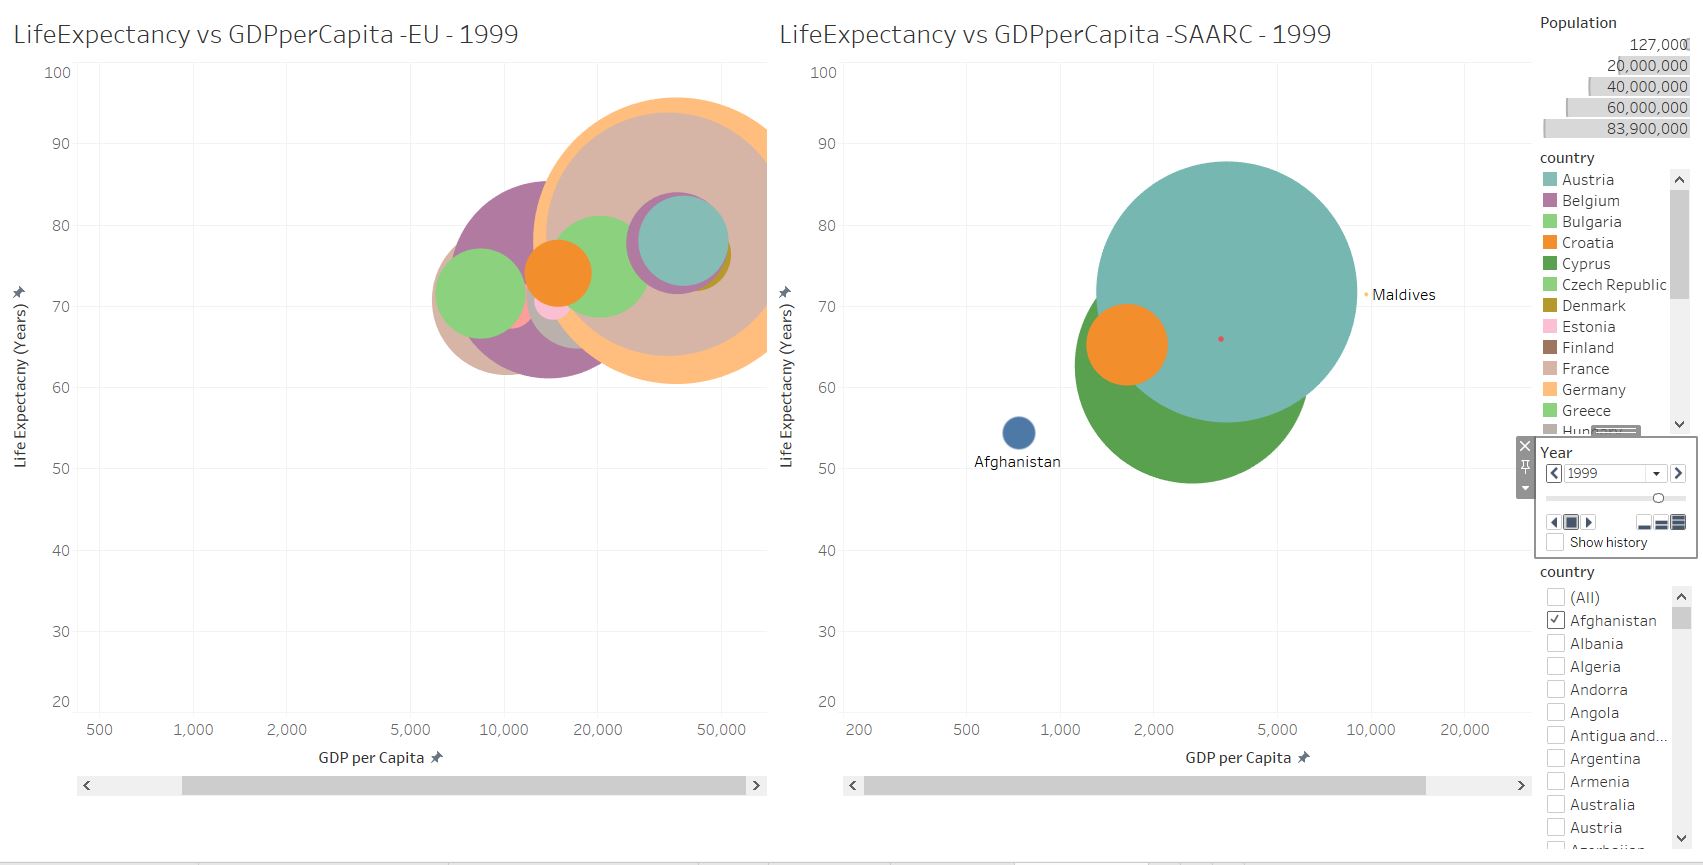 LifeExpectancy vs GDPperCapita -EU - 1999
100
90
80
70
60
50
40
30
20
Life Expectacny (Years)
500
1,000
2,000
5,000
10,000
20,000
50,000
GDP per Capita
LifeExpectancy vs GDPperCapita -SAARC - 1999
100
90
80
70
60
50
40
30
20
Life Expectacny (Years)
Maldives
Afghanistan
200
500
1,000
2,000
5,000
10,000
20,000
GDP per Capita
Population
127,000
20,000,000
40,000,000
60,000,000
83,900,000
country
Austria
Belgium
Bulgaria
Croatia
Cyprus
Czech Republic
Denmark
Estonia
Finland
France
Germany
Greece
Year
1999
Show history
country
(All)
Afghanistan
Albania
Algeria
Andorra
Angola
Antigua and...
Argentina
Armenia
Australia
Austria